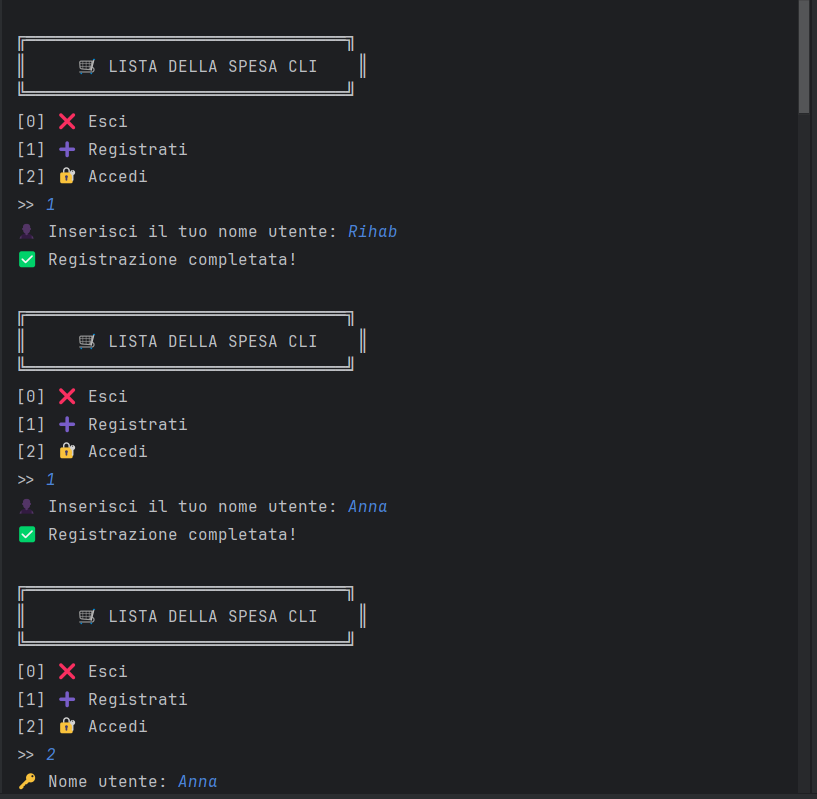 ╔════════════════════════════════╗
║     🛒 LISTA DELLA SPESA CLI    ║
╚════════════════════════════════╝
[0] ❌ Esci
[1] ➕ Registrati
[2] 🔐 Accedi
>> 1
👤 Inserisci il tuo nome utente: Rihab
✅ Registrazione completata!
╔════════════════════════════════╗
║     🛒 LISTA DELLA SPESA CLI    ║
╚════════════════════════════════╝
[0] ❌ Esci
[1] ➕ Registrati
[2] 🔐 Accedi
>> 1
👤 Inserisci il tuo nome utente: Anna
✅ Registrazione completata!
╔════════════════════════════════╗
║     🛒 LISTA DELLA SPESA CLI    ║
╚════════════════════════════════╝
[0] ❌ Esci
[1] ➕ Registrati
[2] 🔐 Accedi
>> 2
🔑 Nome utente: Anna